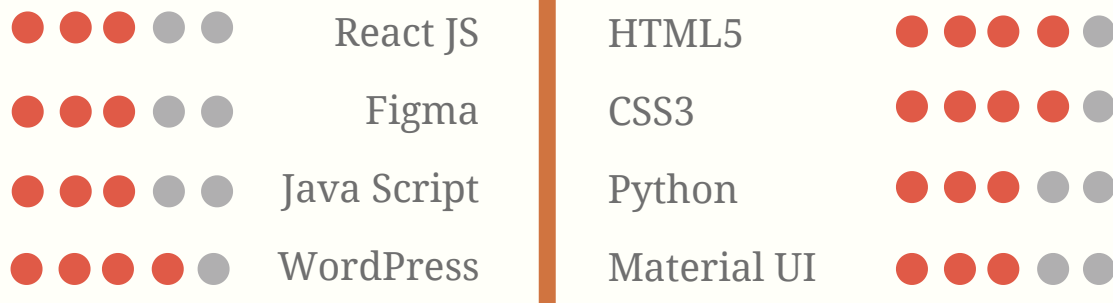 React JS
Figma
Java Script
WordPress
HTML5
CSS3
Python
Material UI